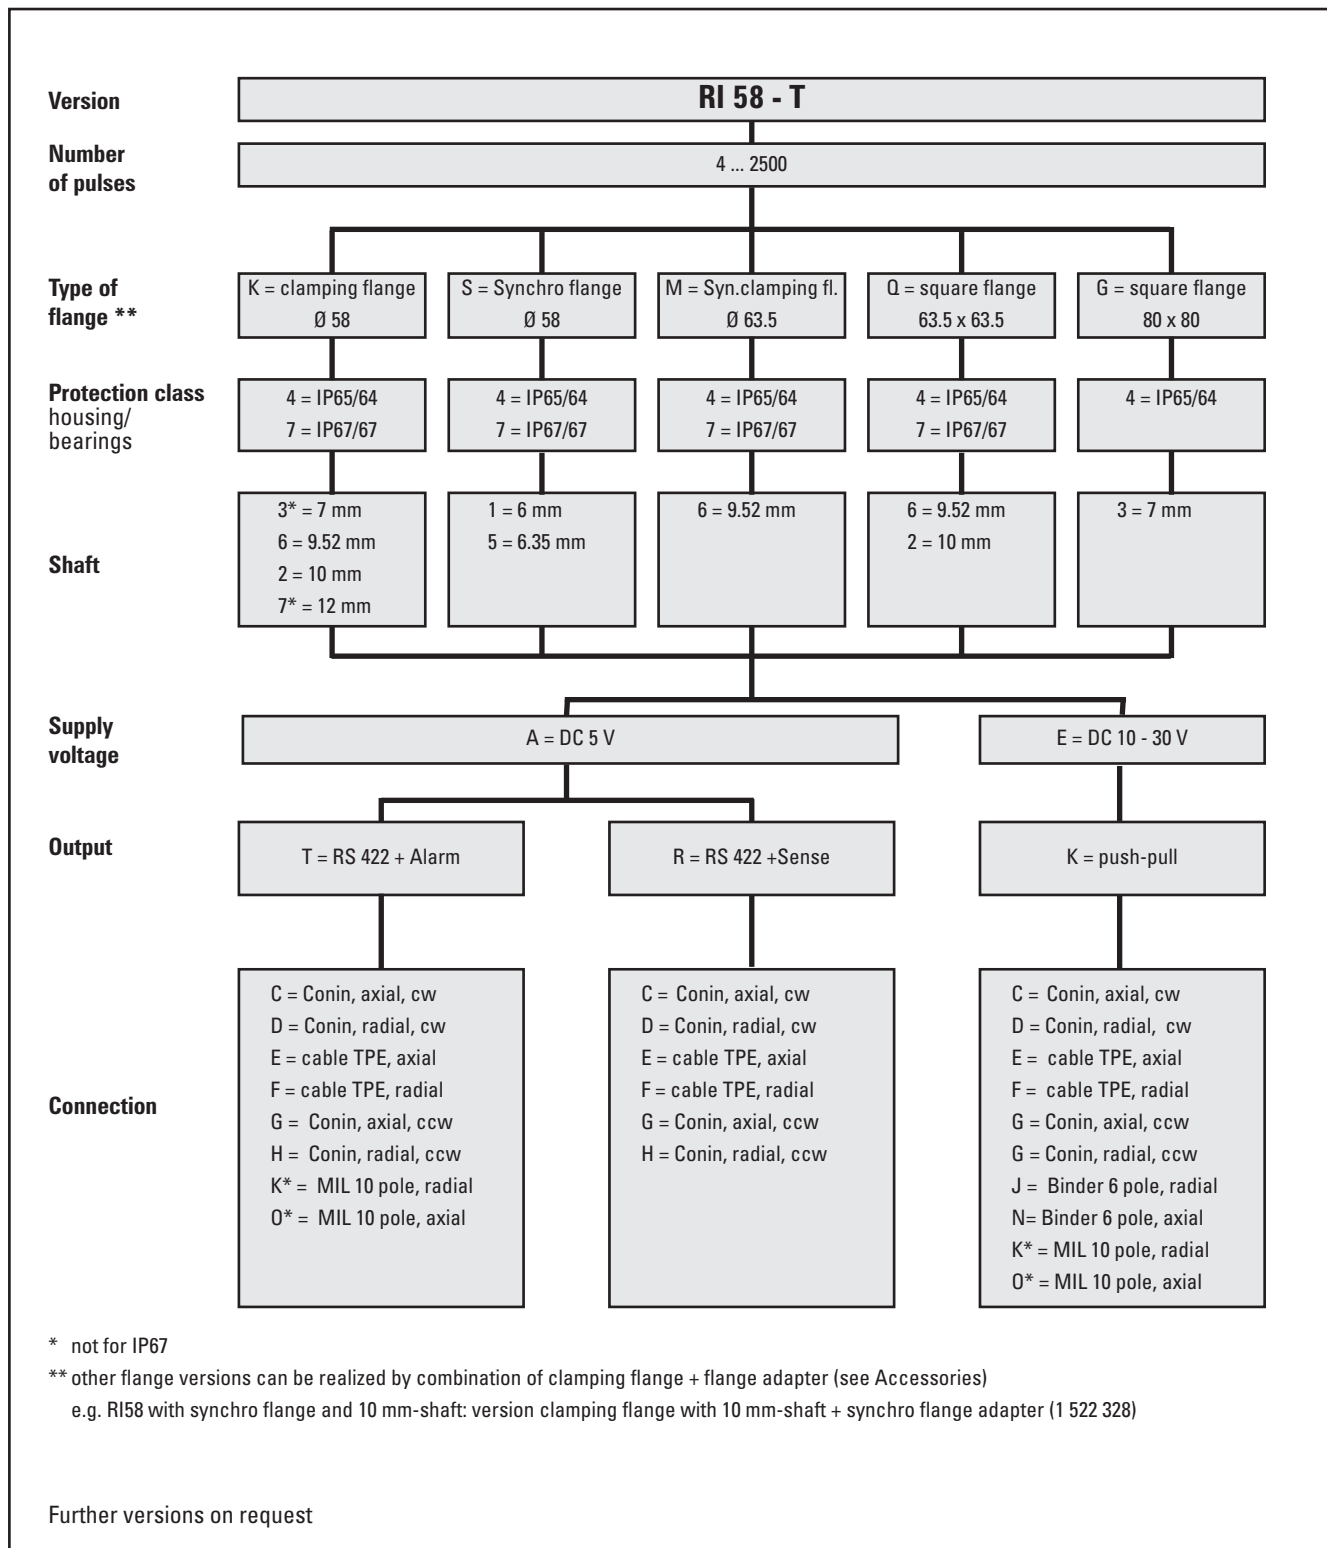 Version
RI 58 - T
Number
of pulses
4 ... 2500
Type of
flange **
K = clamping flange
Ø 58
S = Synchro flange
Ø 58
M = Syn.clamping fl.
Ø 63.5
Q = square flange
63.5 x 63.5
G = square flange
80 x 80
Protection class
housing/
bearings
4 = IP65/64
7 = IP67/67
4 = IP65/64
7 = IP67/67
4 = IP65/64
7 = IP67/67
4 = IP65/64
7 = IP67/67
4 = IP65/64
Shaft
3* = 7 mm
6 = 9.52 mm
2 = 10 mm
7* = 12 mm
1 = 6 mm
5 = 6.35 mm
6 = 9.52 mm
6 = 9.52 mm
2 = 10 mm
3 = 7 mm
Supply
voltage
A = DC 5 V
E = DC 10 - 30 V
Output
T = RS 422 + Alarm
R = RS 422 +Sense
K = push-pull
Connection
C = Conin, axial, cw
D = Conin, radial, cw
E = cable TPE, axial
F = cable TPE, radial
G =  Conin, axial, ccw
H =  Conin, radial, ccw
K* =  MIL 10 pole, radial
O* =  MIL 10 pole, axial
C =  Conin, axial, cw
D = Conin, radial, cw
E = cable TPE, axial
F = cable TPE, radial
G = Conin, axial, ccw
H = Conin, radial, ccw
C =  Conin, axial, cw
D = Conin, radial,  cw
E =  cable TPE, axial
F =  cable TPE, radial
G =  Conin, axial, ccw
G =  Conin, radial, ccw
J =  Binder 6 pole, radial
N= Binder 6 pole, axial
K* = MIL 10 pole, radial
O* = MIL 10 pole, axial
* not for IP67
** other flange versions can be realized by combination of clamping flange + flange adapter (see Accessories)
e.g. RI58 with synchro flange and 10 mm-shaft: version clamping flange with 10 mm-shaft + synchro flange adapter (1 522 328)
Further versions on request